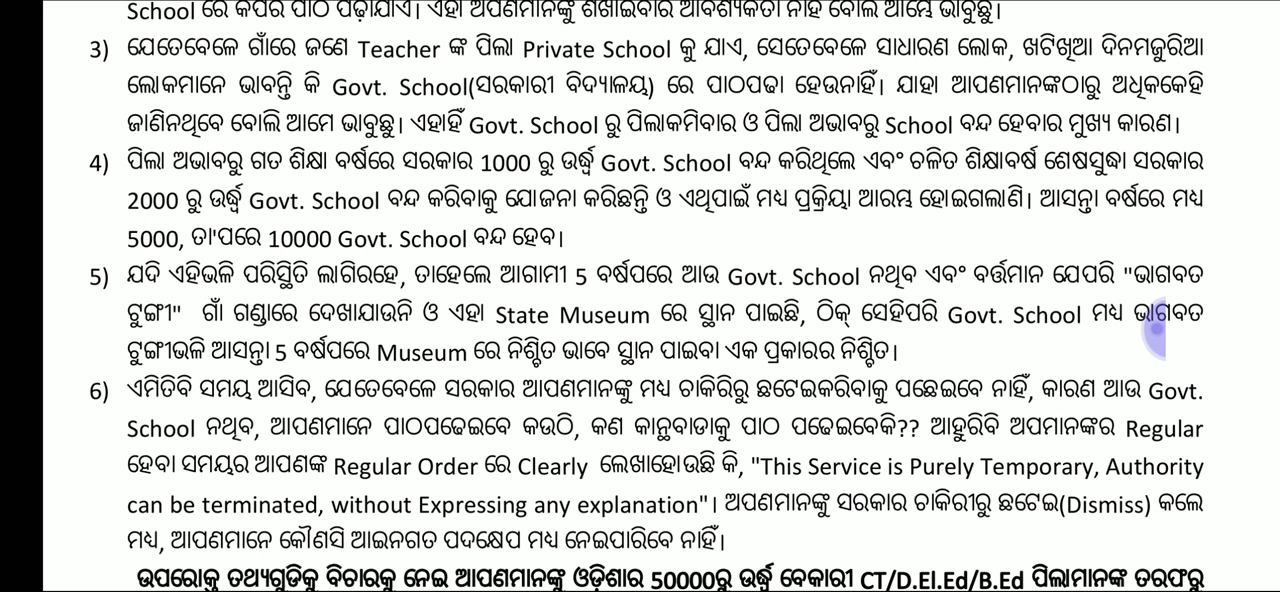 School ରେ କିପରି ପାଠ ପଢ଼ାଯାଏ। ଏହା ଅପଣମାନଙ୍କୁ ଶିଖାଇବାର ଆବଶ୍ୟକତା ନାହିଁ ବୋଲି ଆମ୍ଭେ ଭାବୁଛୁ।
3) ଯେତେବେଳେ ଗାଁରେ ଜଣେ Teacher ଙ୍କ ପିଲା Private School କୁ ଯାଏ, ସେତେବେଳେ ସାଧାରଣ ଲୋକ, ଖଟିଖିଆ ଦିନମଜୁରିଆ
ଲୋକମାନେ ଭାବନ୍ତି କି Govt. School(ସରକାରୀ ବିଦ୍ୟାଳୟ) ରେ ପାଠପଢା ହେଉନାହିଁ। ଯାହା ଆପଣମାନଙ୍କଠାରୁ ଅଧିକକେହି
ଜାଣିନଥିବେ ବୋଲି ଆମେ ଭାବୁଛୁ। ଏହାହିଁ Govt. School ରୁ ପିଲାକମିବାର ଓ ପିଲା ଅଭାବରୁ School ବନ୍ଦ ହେବାର ମୁଖ୍ୟ କାରଣ।
4) ପିଲା ଅଭାବରୁ ଗତ ଶିକ୍ଷା ବର୍ଷରେ ସରକାର 1000 ରୁ ଉର୍ଦ୍ଧ୍ୱ Govt. School ବନ୍ଦ କରିଥିଲେ ଏବଂ ଚଳିତ ଶିକ୍ଷାବର୍ଷ ଶେଷସୁଦ୍ଧା ସରକାର
2000 ରୁ ଉର୍ଦ୍ଧ୍ୱ Govt. School ବନ୍ଦ କରିବାକୁ ଯୋଜନା କରିଛନ୍ତି ଓ ଏଥିପାଇଁ ମଧ୍ୟ ପ୍ରକ୍ରିୟା ଆରମ୍ଭ ହୋଇଗଲାଣି। ଆସନ୍ତା ବର୍ଷରେ ମଧ୍ୟ
5000, ତା'ପରେ 10000 Govt. School ବନ୍ଦ ହେବ।
5) ଯଦି ଏହିଭଳି ପରିସ୍ଥିତି ଲାଗିରହେ, ତାହେଲେ ଆଗାମୀ 5 ବର୍ଷପରେ ଆଉ Govt. School ନଥିବ ଏବଂ ବର୍ତ୍ତମାନ ଯେପରି "ଭାଗବତ
ଟୁଙ୍ଗୀ" ଗାଁ ଗଣ୍ଡାରେ ଦେଖାଯାଉନି ଓ ଏହା State Museum ରେ ସ୍ଥାନ ପାଇଛି, ଠିକ୍ ସେହିପରି Govt. School ମଧ୍ୟ ଭାଗବତ
ଟୁଙ୍ଗୀଭଳି ଆସନ୍ତା 5 ବର୍ଷପରେ Museum ରେ ନିଶ୍ଚିତ ଭାବେ ସ୍ଥାନ ପାଇବା ଏକ ପ୍ରକାରର ନିଶ୍ଚିତ।
6) ଏମିତିବି ସମୟ ଆସିବ, ଯେତେବେଳେ ସରକାର ଆପଣମାନଙ୍କୁ ମଧ୍ୟ ଚାକିରିରୁ ଛଟେଇକରିବାକୁ ପଛେଇବେ ନାହିଁ, କାରଣ ଆଉ Govt.
School ନଥିବ, ଆପଣମାନେ ପାଠପଢେଇବେ କଉଠି, କଣ କାନ୍ଥବାଡାକୁ ପାଠ ପଢେଇବେକି?? ଆହୁରିବି ଅପମାନଙ୍କର Regular
ହେବା ସମୟର ଆପଣଙ୍କ Regular Order ରେ Clearly ଲେଖାହୋଉଛି କି, "This Service is Purely Temporary, Authority
can be terminated, without Expressing any explanation"। ଅପଣମାନଙ୍କୁ ସରକାର ଚାକିରୀରୁ ଛଟେଇ(Dismiss) କଲେ
ମଧ୍ୟ, ଆପଣମାନେ କୌଣସି ଆଇନଗତ ପଦକ୍ଷେପ ମଧ୍ୟ ନେଇପାରିବେ ନାହିଁ।
ଉପରୋକ୍ତ ତଥ୍ୟଗୁଡିକୁ ବିଚାରକୁ ନେଇ ଆପଣମାନଙ୍କୁ ଓଡ଼ିଶାର 50000ରୁ ଉର୍ଦ୍ଧ୍ୱ ବେକାରୀ CT/D.El.Ed/B.Ed ପିଲାମାନଙ୍କ ତରଫରୁ